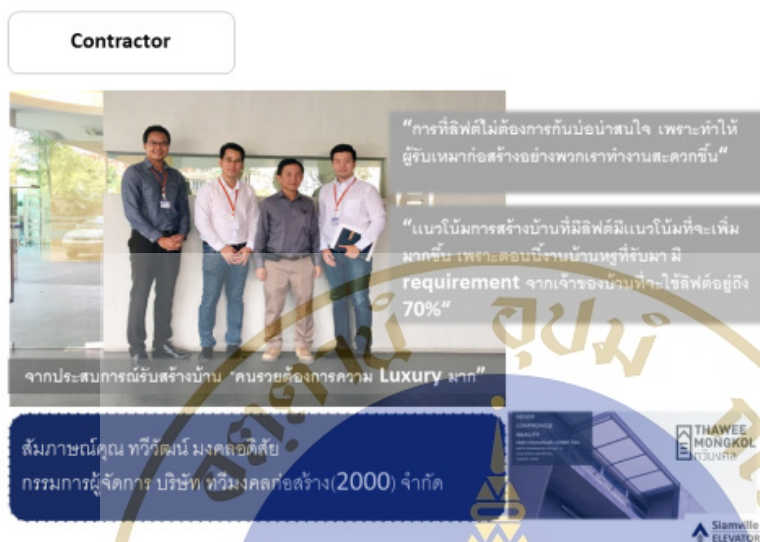 Contractor
“การที่ลิฟต์ไม่ต้องการก้นบ่อน่าสนใจ เพราะทำให้
ผู้รับเหมาก่อสร้างอย่างพวกเราทำงานสะดวกขึ้น“
“แนวโน้มการสร้างบ้านที่มีลิฟต์มีแนวโน้มที่จะเพิ่ม
มากขึ้น เพราะตอนนี้งานบ้านหรูที่รับมา มี
requirement จากเจ้าของบ้านที่จะใช้ลิฟต์อยู่ถึง
70%“
จากประสบการณ์รับสร้างบ้าน “คนรวยต้องการความ Luxury มาก”
สัมภาษณ์คุณ ทวีวัฒน์ มงคลอดิสัย
กรรมการผู้จัดการ บริษัท ทวีมงคลก่อสร้าง(2000) จำกัด
NEVER
COMPROMISE
QUALITY
THAWEE
MONGKOL
ทวีมงคล
Siamville
ELEVATOR